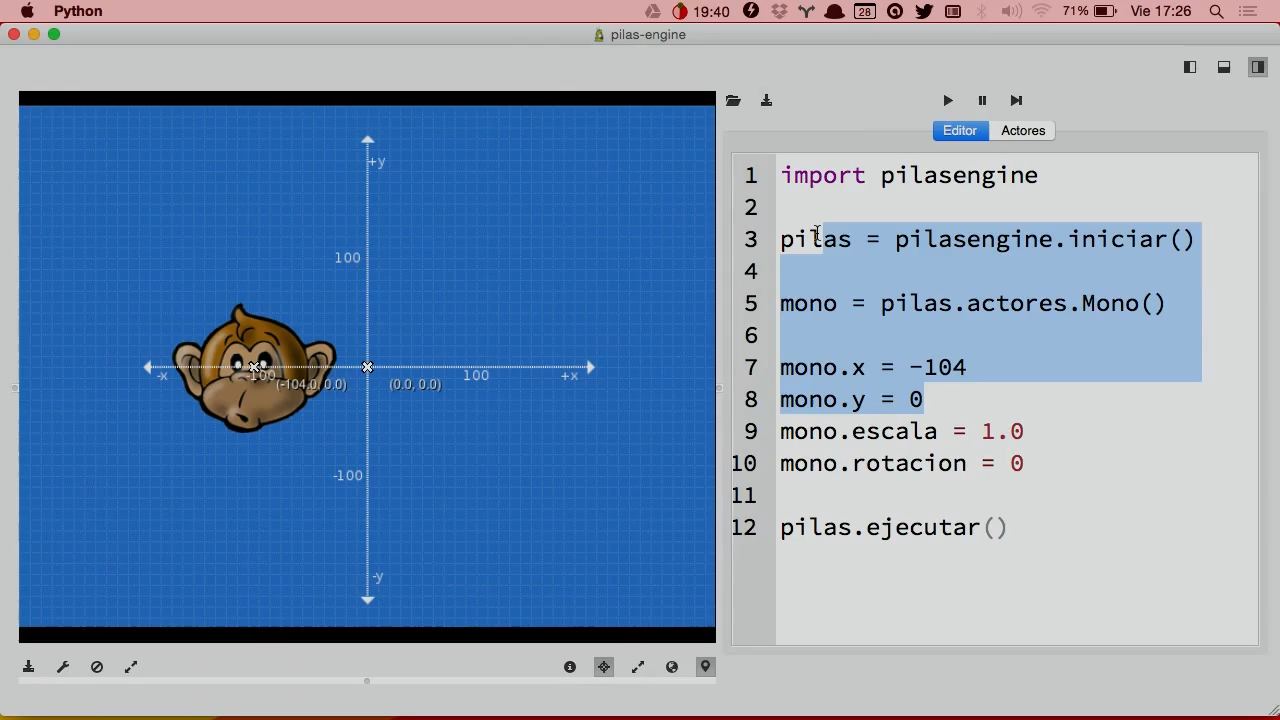 Python
19:40
28
71%
Vie 17:26
pilas-engine
Editor
Actores
+y
100
-x
-100
(-104.0, 0.0)
(0.0, 0.0)
100
+x
-100
-y
1 import pilasengine
2
3 pilas = pilasengine.iniciar()
4
5 mono = pilas.actores.Mono()
6
7 mono.x = -104
8 mono.y = 0
9 mono.escala = 1.0
10 mono.rotacion = 0
11
12 pilas.ejecutar()